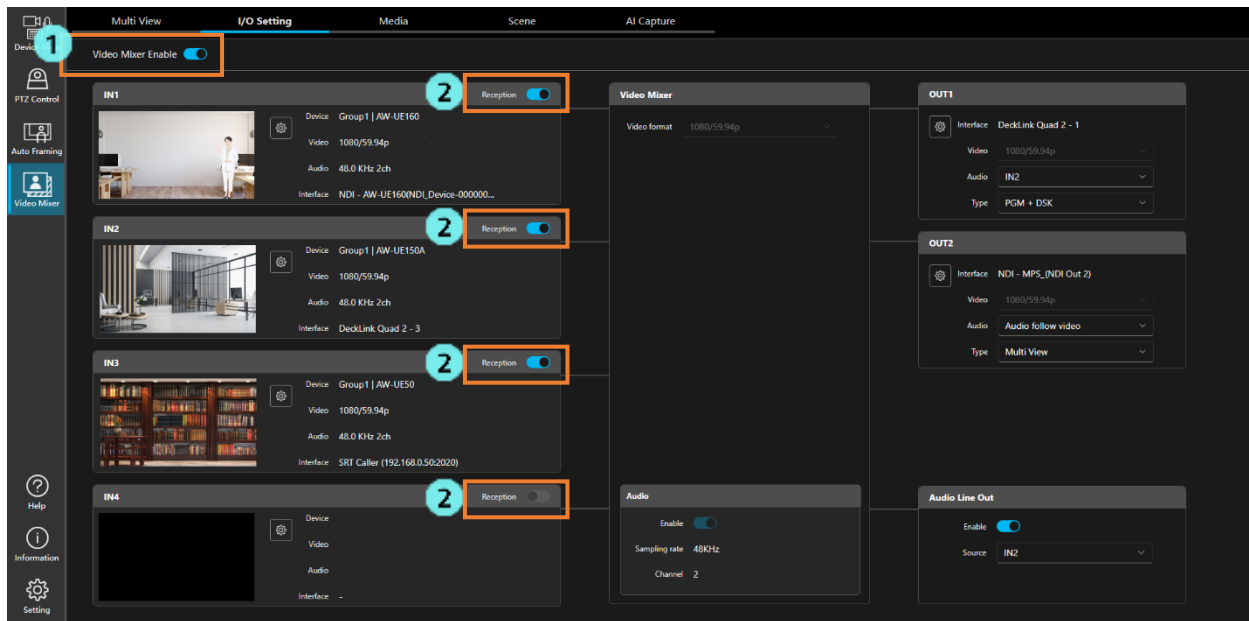 Multi View
I/O Setting
Media
Scene
AI Capture
1
Video Mixer Enable
PTZ Control
Auto Framing
Video Mixer
Help
Information
Setting
IN1
2
Reception
Device Group1 | AW-UE160
Video 1080/59.94p
Audio 48.0 KHz 2ch
Interface NDI - AW-UE160(NDI_Device-000000...
IN2
2
Reception
Device Group1 | AW-UE150A
Video 1080/59.94p
Audio 48.0 KHz 2ch
Interface DeckLink Quad 2 - 3
IN3
2
Reception
Device Group1 | AW-UE50
Video 1080/59.94p
Audio 48.0 KHz 2ch
Interface SRT Caller (192.168.0.50:2020)
IN4
2
Reception
Device
Video
Audio
Interface -
Video Mixer
Video format 1080/59.94p
Audio
Enable
Sampling rate 48KHz
Channel 2
OUT1
Interface DeckLink Quad 2 - 1
Video 1080/59.94p
Audio IN2
Type PGM + DSK
OUT2
Interface NDI - MPS_(NDI Out 2)
Video 1080/59.94p
Audio Audio follow video
Type Multi View
Audio Line Out
Enable
Source IN2